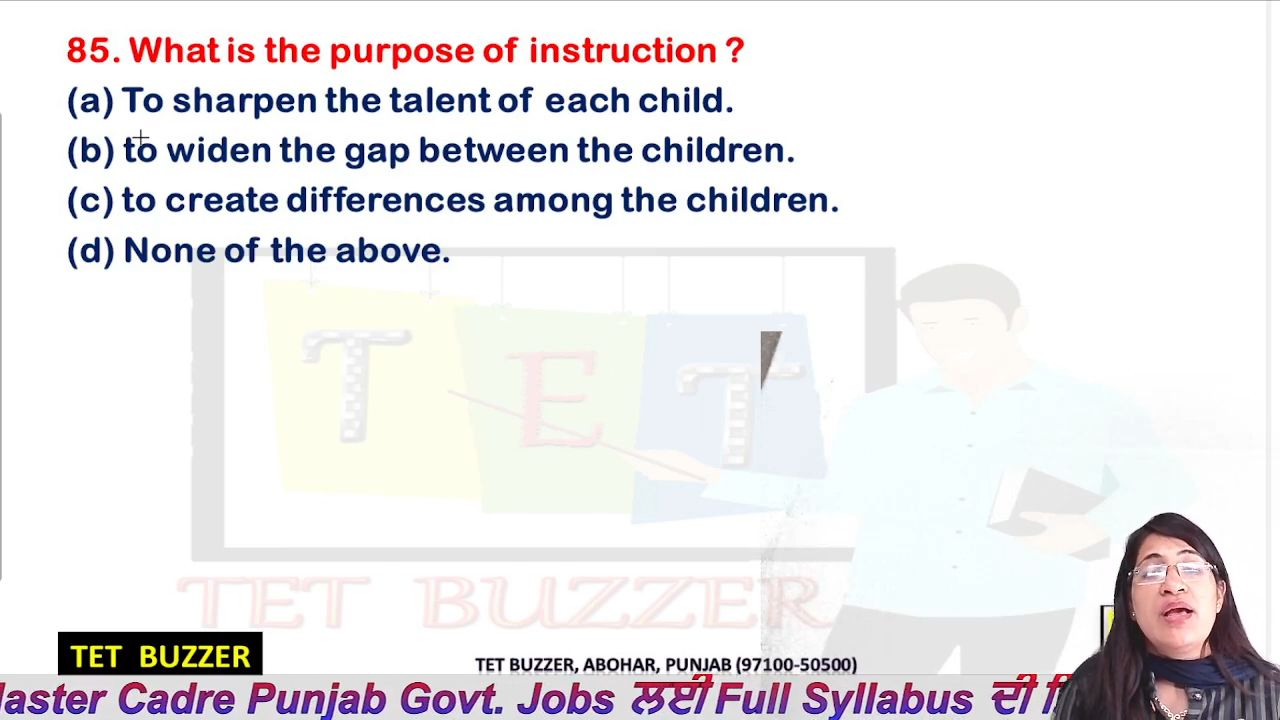 85. What is the purpose of instruction ?
(a) To sharpen the talent of each child.
(b) to widen the gap between the children.
(c) to create differences among the children.
(d) None of the above.
T E T
TET BUZZER
TET BUZZER
TET BUZZER, ABOHAR, PUNJAB (97100-50500)
Master Cadre Punjab Govt. Jobs ਲਈ Full Syllabus ਦੀ